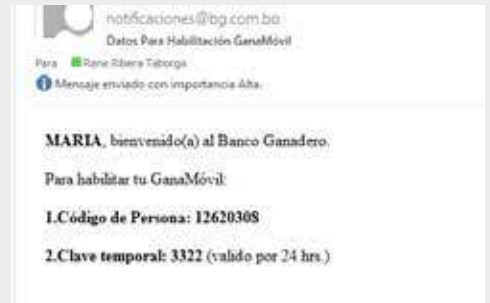 notificaciones@bg.com.bo
Datos Para Habilitación GanaMóvil
Para Rene Ribera Taborga
Mensaje enviado con importancia Alta.
MARIA, bienvenido(a) al Banco Ganadero.
Para habilitar tu GanaMóvil:
1.Código de Persona: 12620308
2.Clave temporal: 3322 (valido por 24 hrs.)